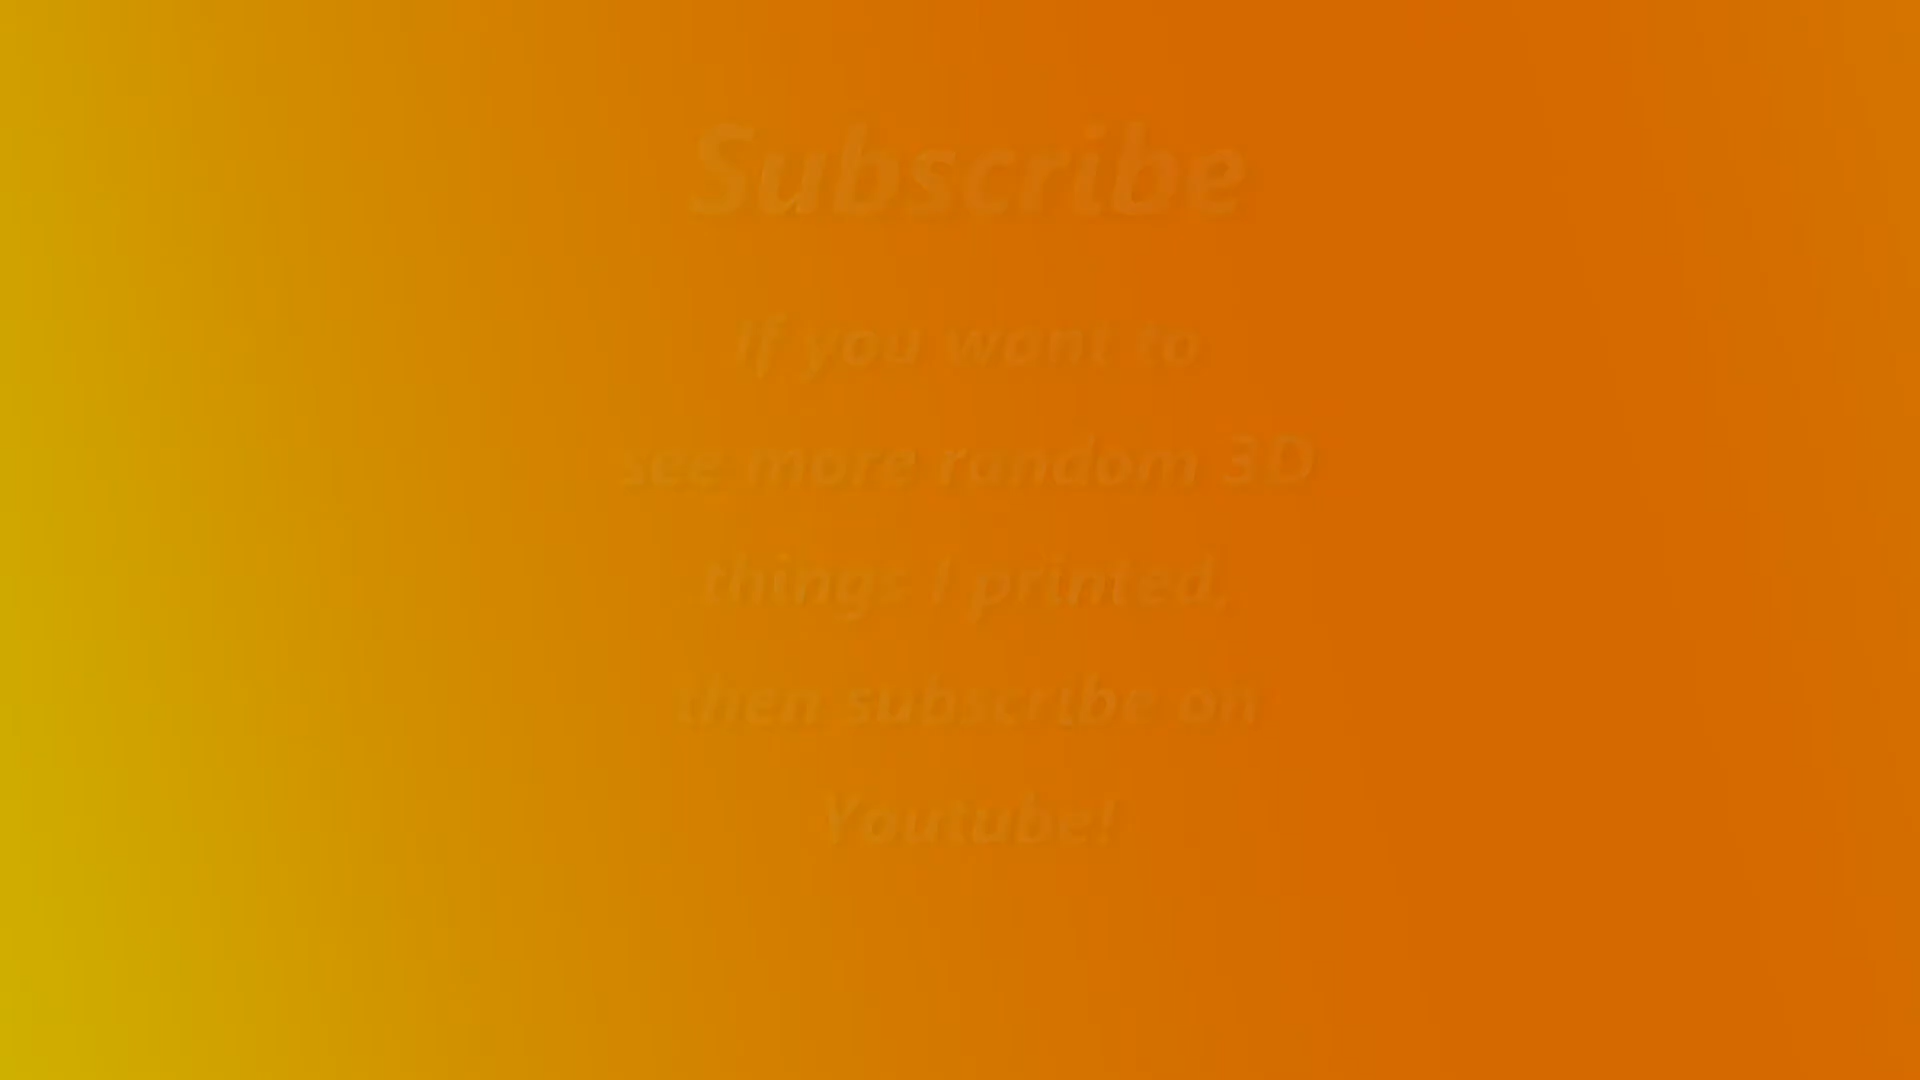 Subscribe
If you want to
see more random 3D
things I printed,
then subscribe on
Youtube!